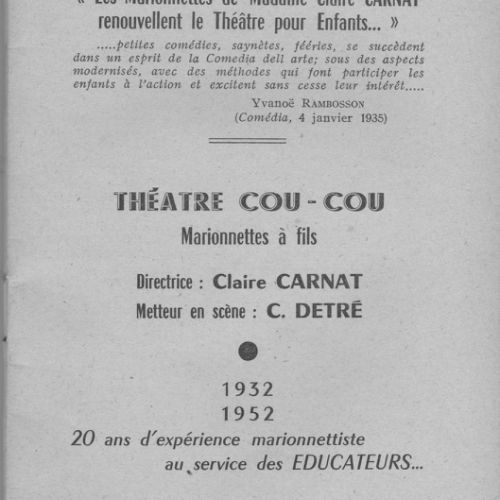 « Les Marionnettes de Madame Claire CARNAT
renouvellent le Théâtre pour Enfants... »
.....petites comédies, saynètes, fééries, se succèdent
dans un esprit de la Comedia dell arte; sous des aspects
modernisés, avec des méthodes qui font participer les
enfants à l'action et excitent sans cesse leur intérêt.....
Yvanoë RAMBOSSON
(Comédia, 4 janvier 1935)
THÉATRE COU - COU
Marionnettes à fils
Directrice : Claire CARNAT
Metteur en scène : C. DETRÉ
1932
1952
20 ans d'expérience marionnettiste
au service des EDUCATEURS...